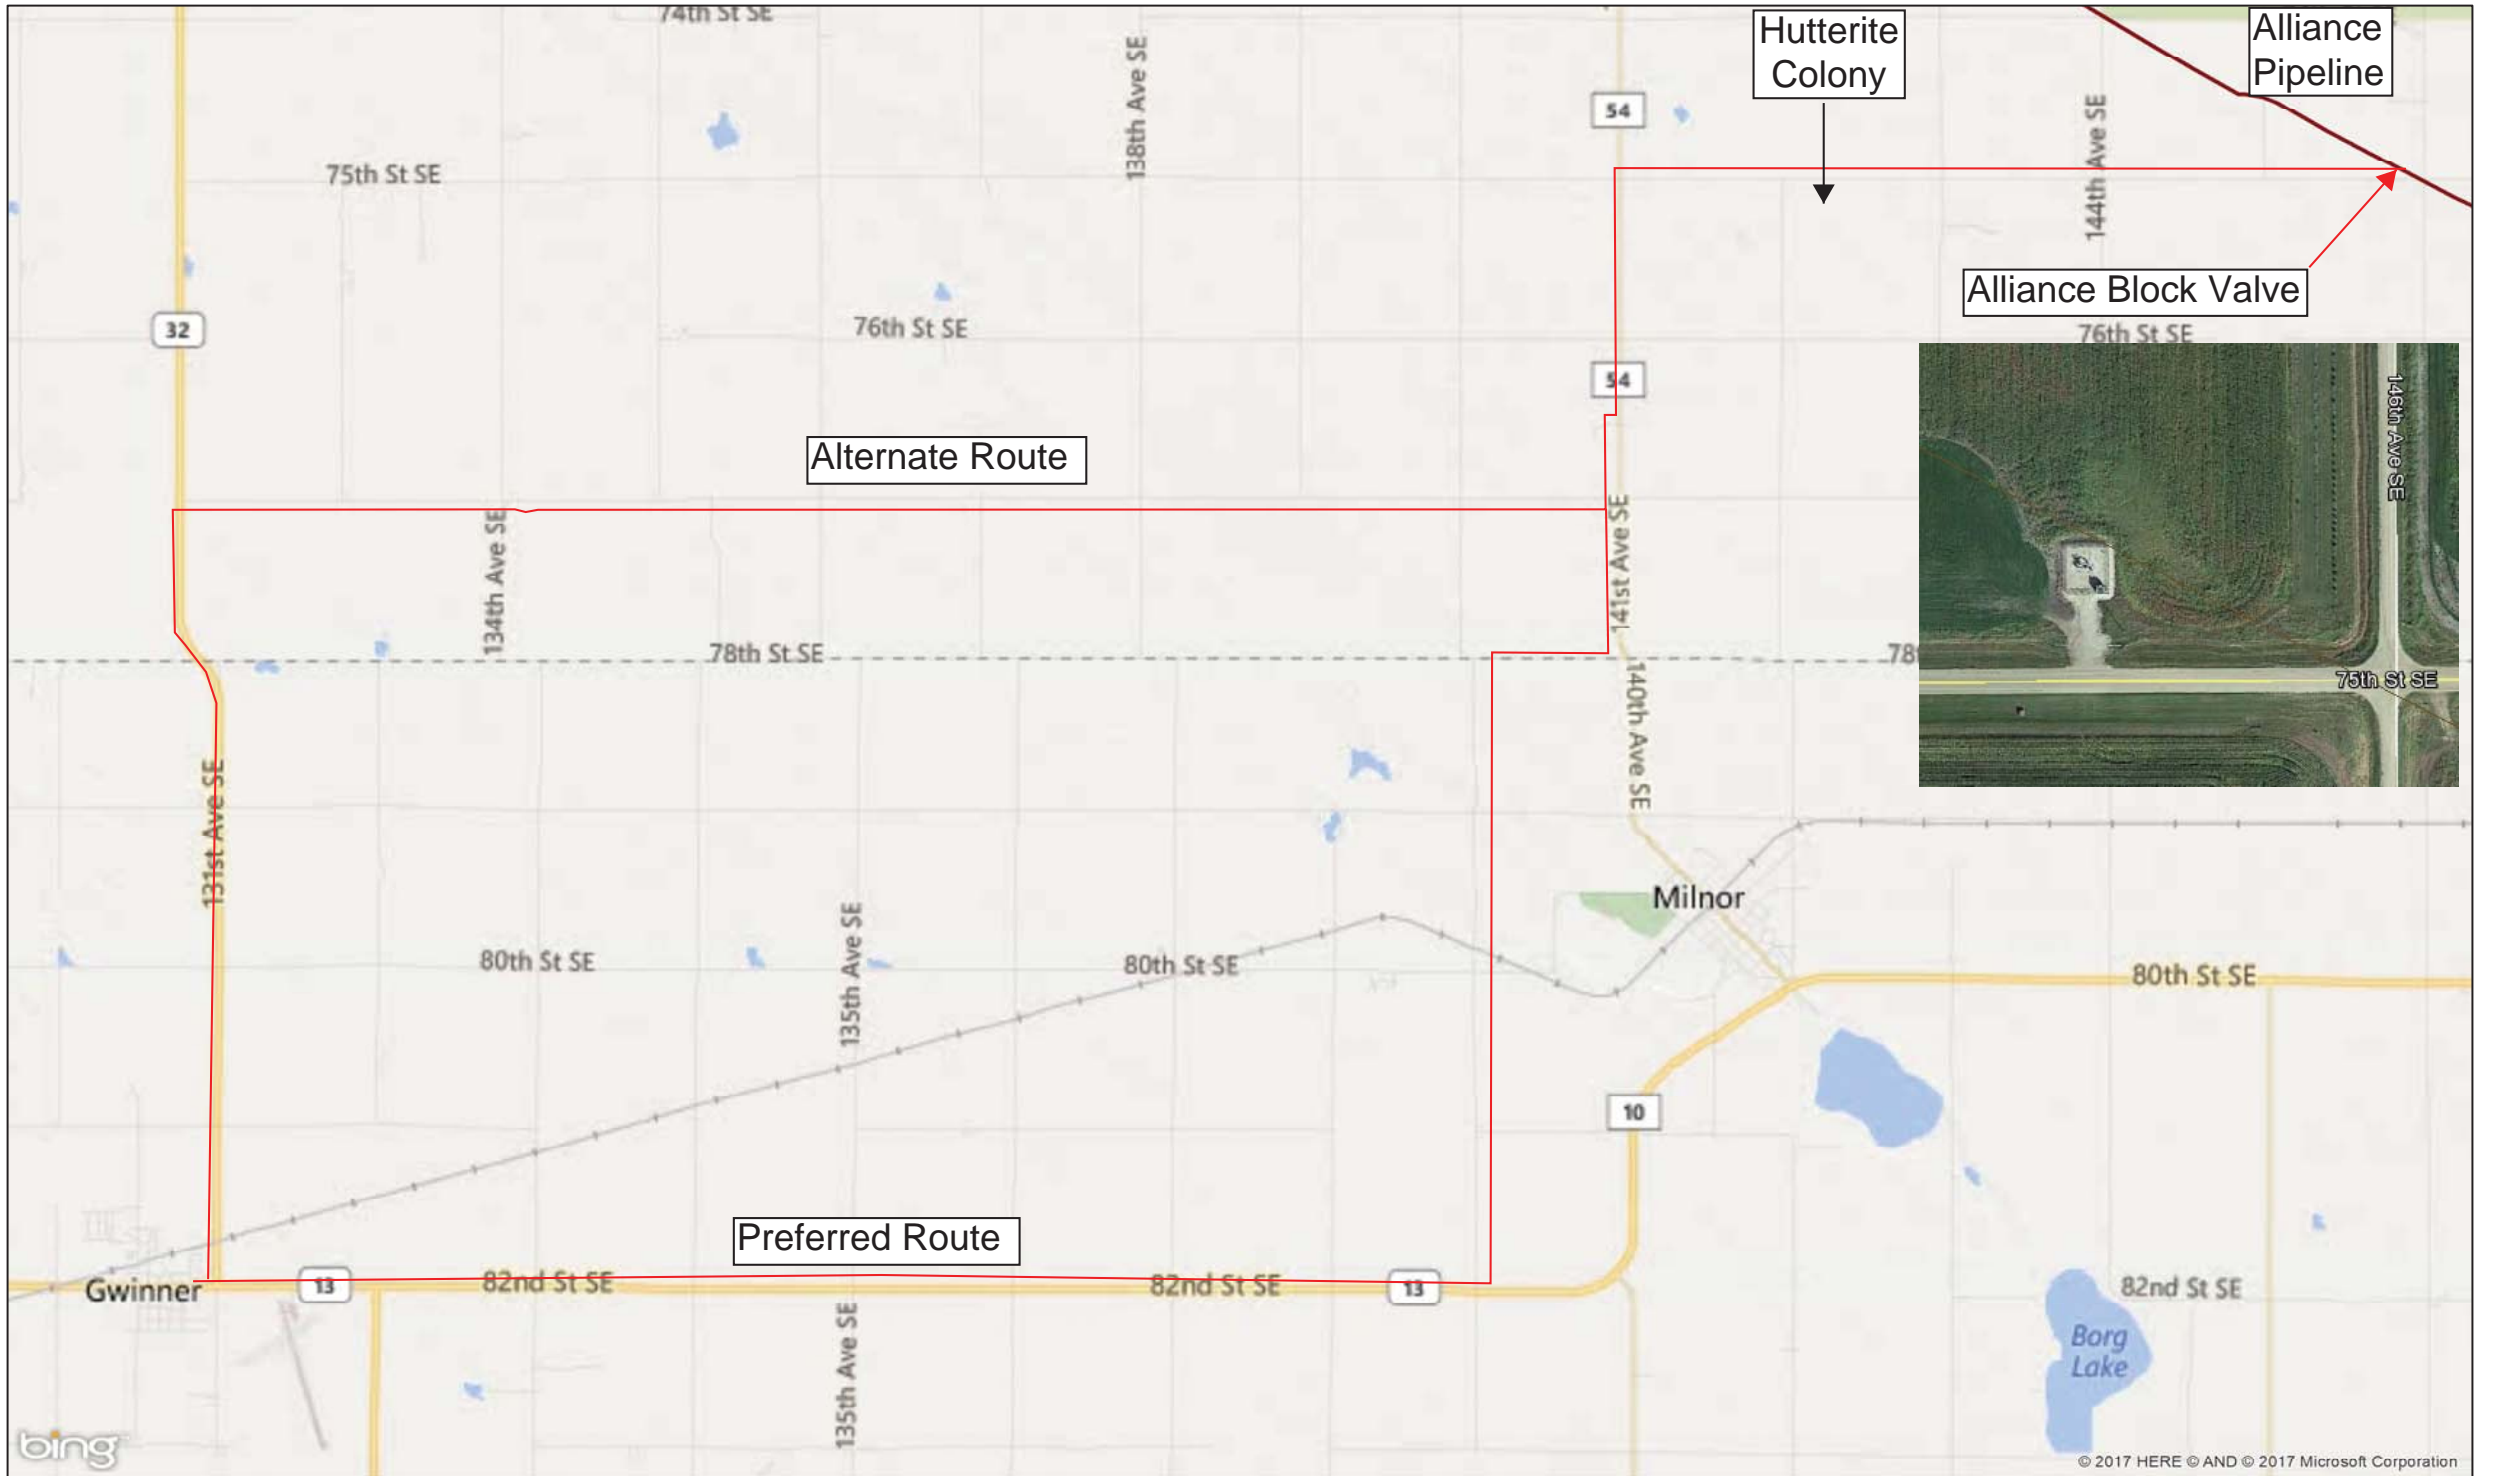 74th St SE
Hutterite
Colony
Alliance
Pipeline
138th Ave SE
54
144th Ave SE
75th St SE
Alliance Block Valve
32
76th St SE
76th St SE
54
146th Ave SE
Alternate Route
134th Ave SE
141st Ave SE
78th St SE
78
75th St SE
140th Ave SE
131st Ave SE
Milnor
135th Ave SE
80th St SE
80th St SE
80th St SE
10
Preferred Route
Gwinner
13
82nd St SE
82nd St SE
13
82nd St SE
135th Ave SE
Borg
Lake
bing
© 2017 HERE © AND © 2017 Microsoft Corporation